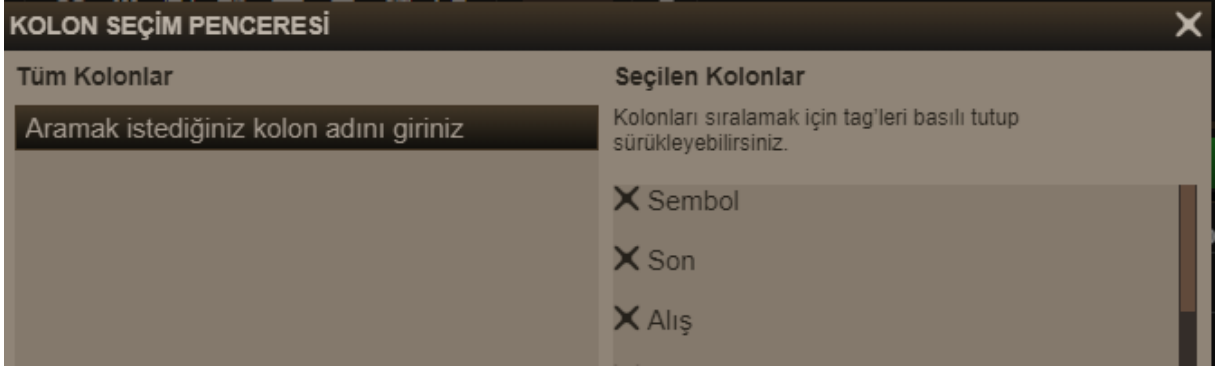 KOLON SEÇİM PENCERESİ
Tüm Kolonlar
Aramak istediğiniz kolon adını giriniz
Seçilen Kolonlar
Kolonları sıralamak için tag'leri basılı tutup
sürükleyebilirsiniz.
Sembol
Son
Alış